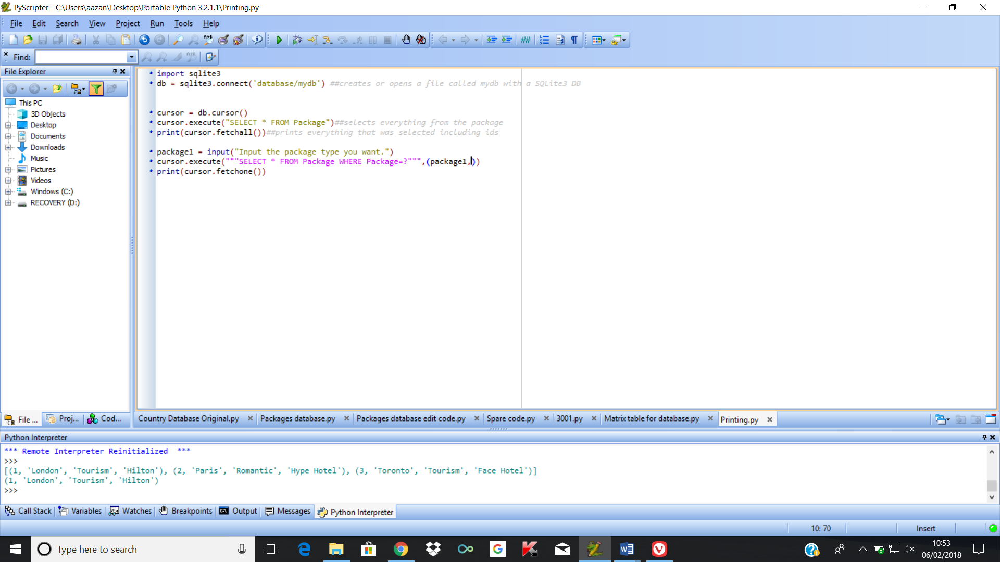 PyScripter - C:\Users\aazan\Desktop\Portable Python 3.2.1.1\Printing.py
File Edit Search View Project Run Tools Help
Find:
File Explorer
This PC
3D Objects
Desktop
Documents
Downloads
Music
Pictures
Videos
Windows (C:)
RECOVERY (D:)
import sqlite3
db = sqlite3.connect('database/mydb') ##creates or opens a file called mydb with a SQLite3 DB
cursor = db.cursor()
cursor.execute("SELECT * FROM Package")##selects everything from the package
print(cursor.fetchall())##prints everything that was selected including ids
package1 = input("Input the package type you want.")
cursor.execute("""SELECT * FROM Package WHERE Package=?""",(package1,))
print(cursor.fetchone())
File ... Proj... Cod...
Country Database Original.py Packages database.py Packages database edit code.py Spare code.py 3001.py Matrix table for database.py Printing.py
Python Interpreter
*** Remote Interpreter Reinitialized ***
>>>
[(1, 'London', 'Tourism', 'Hilton'), (2, 'Paris', 'Romantic', 'Hype Hotel'), (3, 'Toronto', 'Tourism', 'Face Hotel')]
(1, 'London', 'Tourism', 'Hilton')
>>>
Call Stack Variables Watches Breakpoints Output Messages Python Interpreter
10: 70 Insert
Type here to search
10:53
06/02/2018